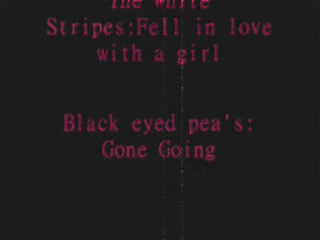 The White
Stripes:Fell in love
with a girl
Black eyed pea's:
Gone Going